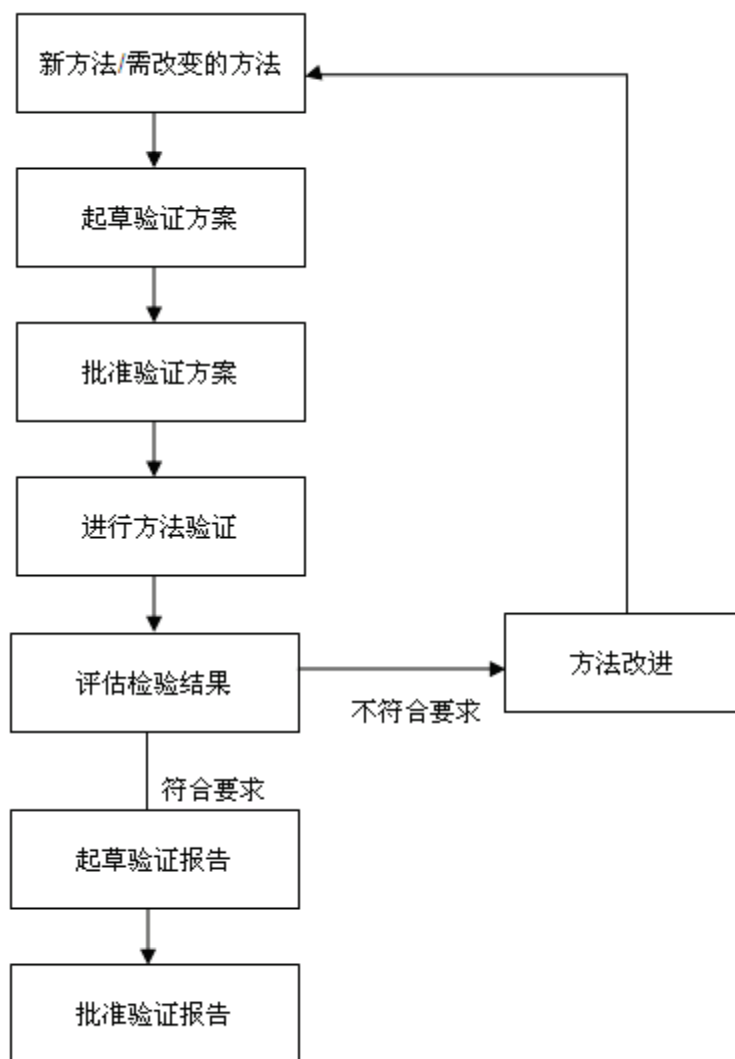 新方法/需改变的方法
起草验证方案
批准验证方案
进行方法验证
评估检验结果
方法改进
不符合要求
符合要求
起草验证报告
批准验证报告